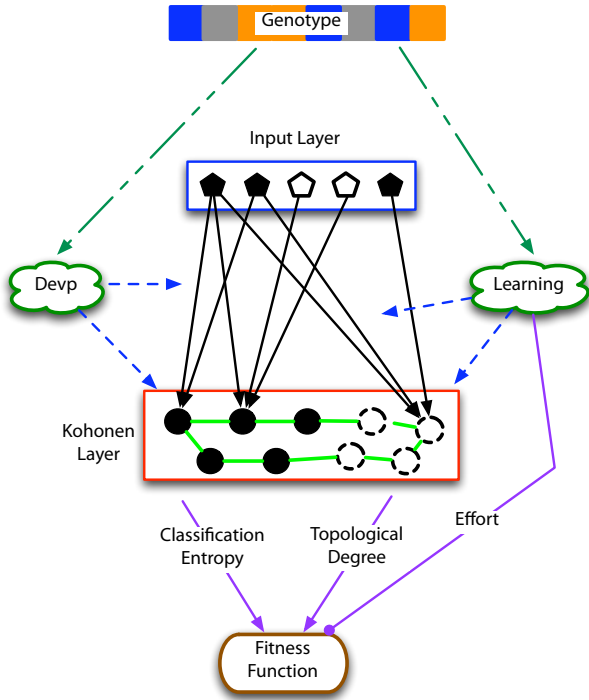 Genotype
Input Layer
Devp
Learning
Kohonen
Layer
Classification
Entropy
Topological
Degree
Effort
Fitness
Function